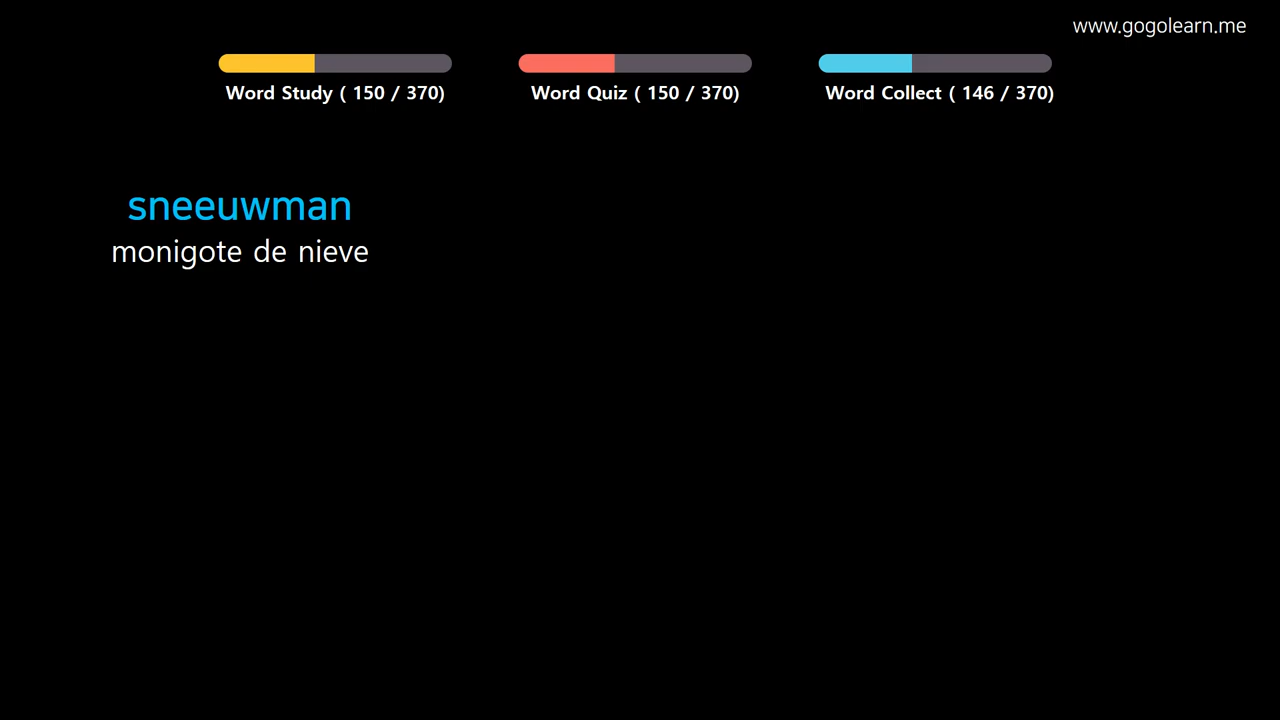 www.gogolearn.me
Word Study ( 150 / 370)
Word Quiz ( 150 / 370)
Word Collect ( 146 / 370)
sneeuwman
monigote de nieve